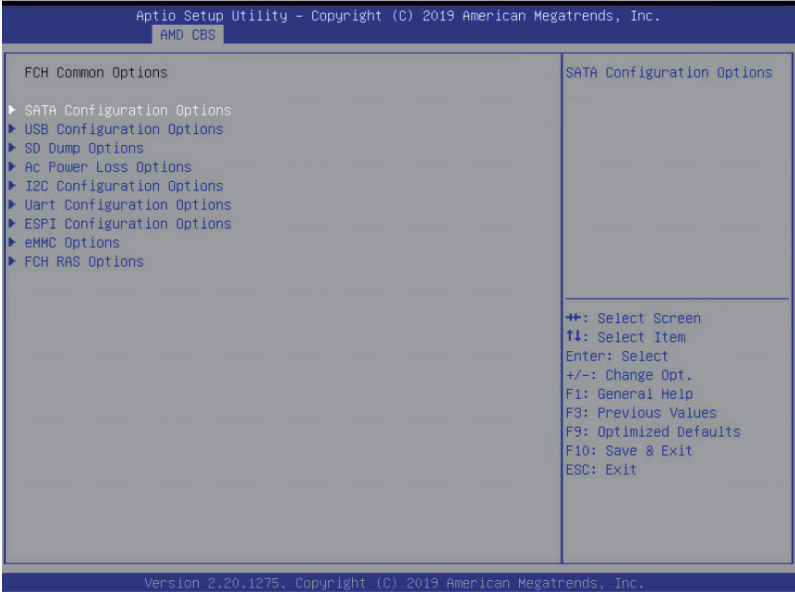 Aptio Setup Utility – Copyright (C) 2019 American Megatrends, Inc.
AMD CBS
FCH Common Options
SATA Configuration Options
USB Configuration Options
SD Dump Options
Ac Power Loss Options
I2C Configuration Options
Uart Configuration Options
ESPI Configuration Options
eMMC Options
FCH RAS Options
SATA Configuration Options
→←: Select Screen
↑↓: Select Item
Enter: Select
+/-: Change Opt.
F1: General Help
F3: Previous Values
F9: Optimized Defaults
F10: Save & Exit
ESC: Exit
Version 2.20.1275. Copyright (C) 2019 American Megatrends, Inc.